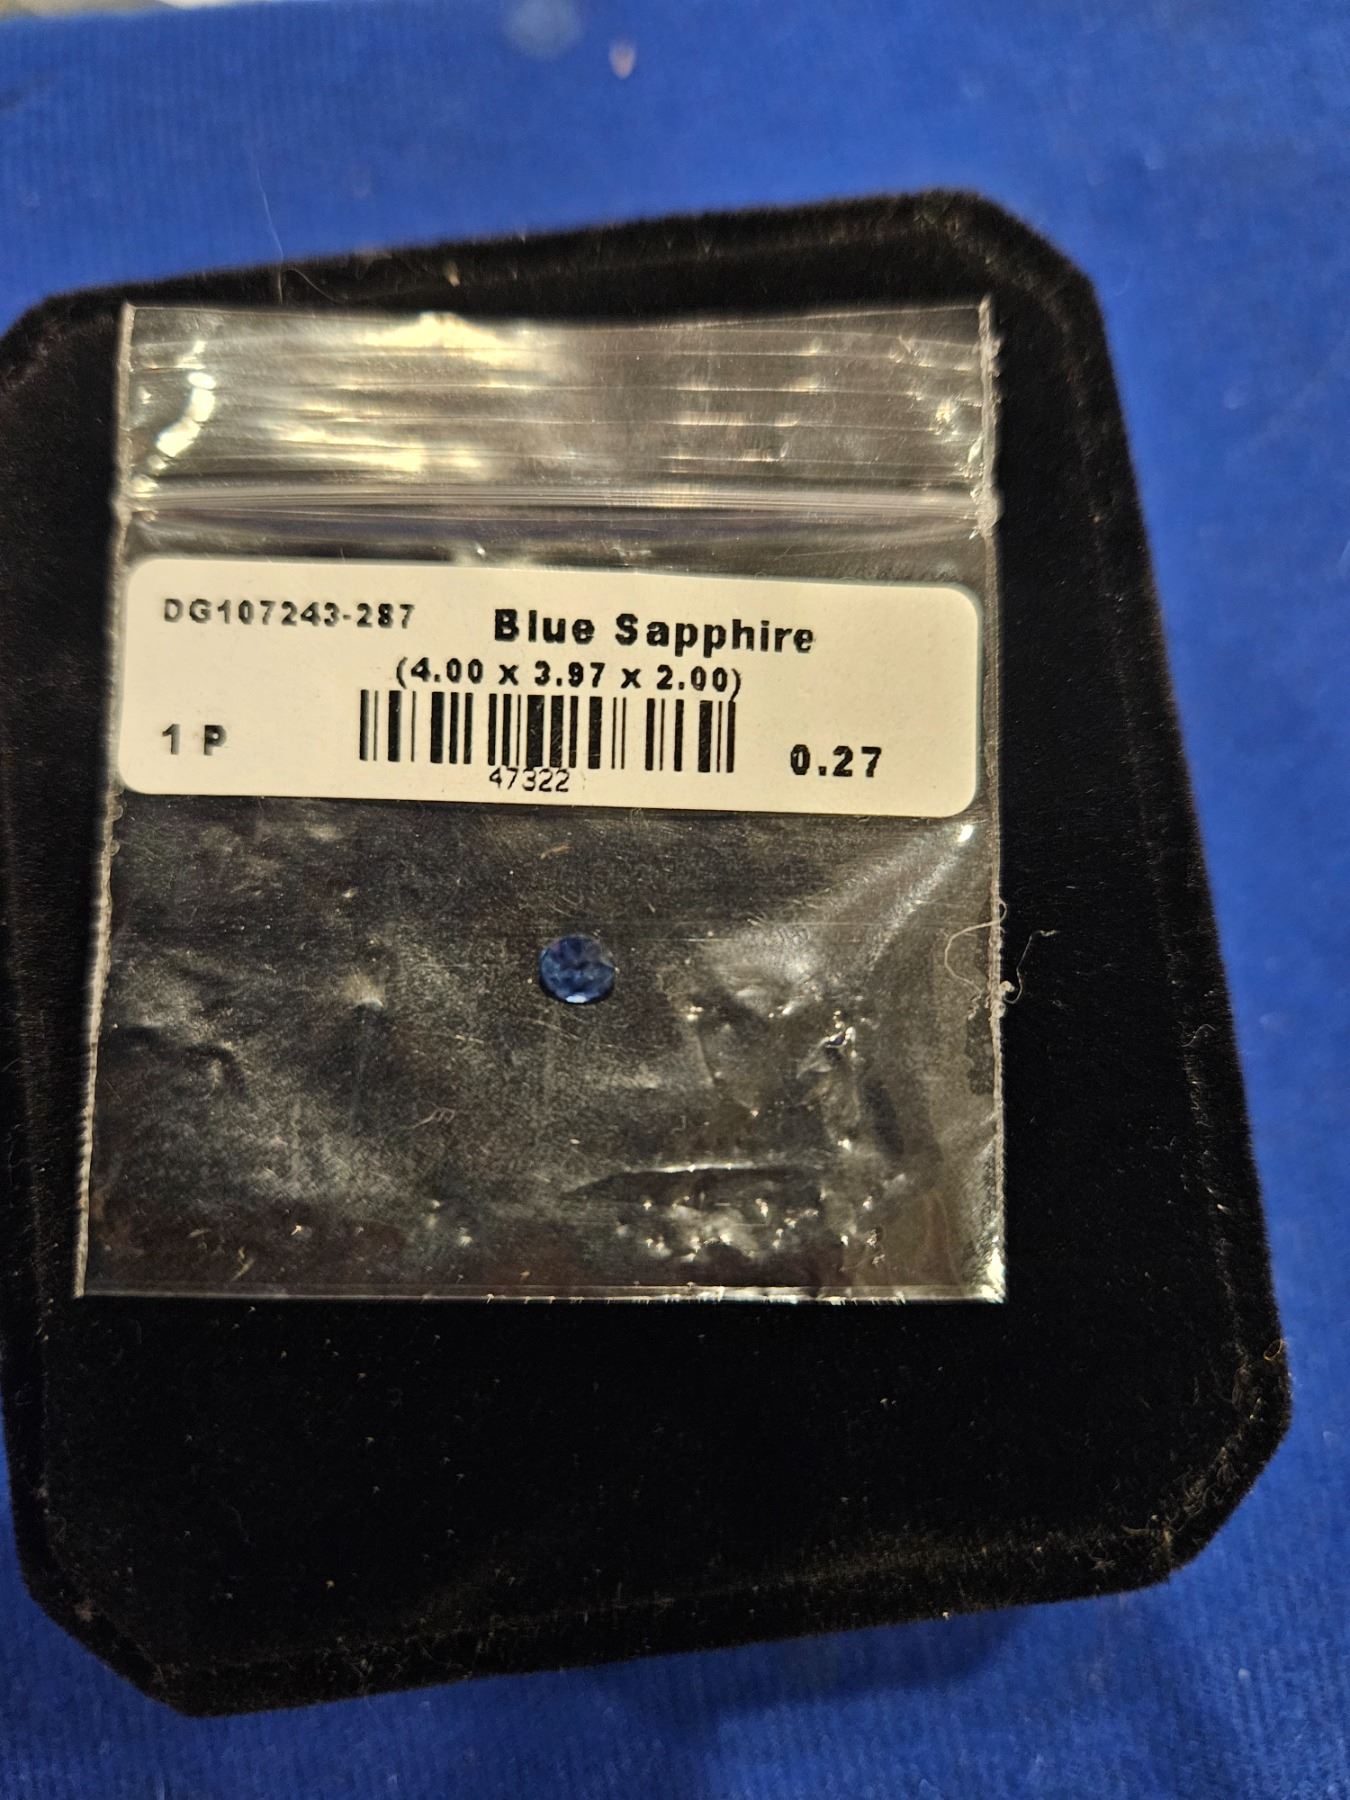 DG107243-287 Blue Sapphire
(4.00 x 3.97 x 2.00)
1 P 0.27
47322